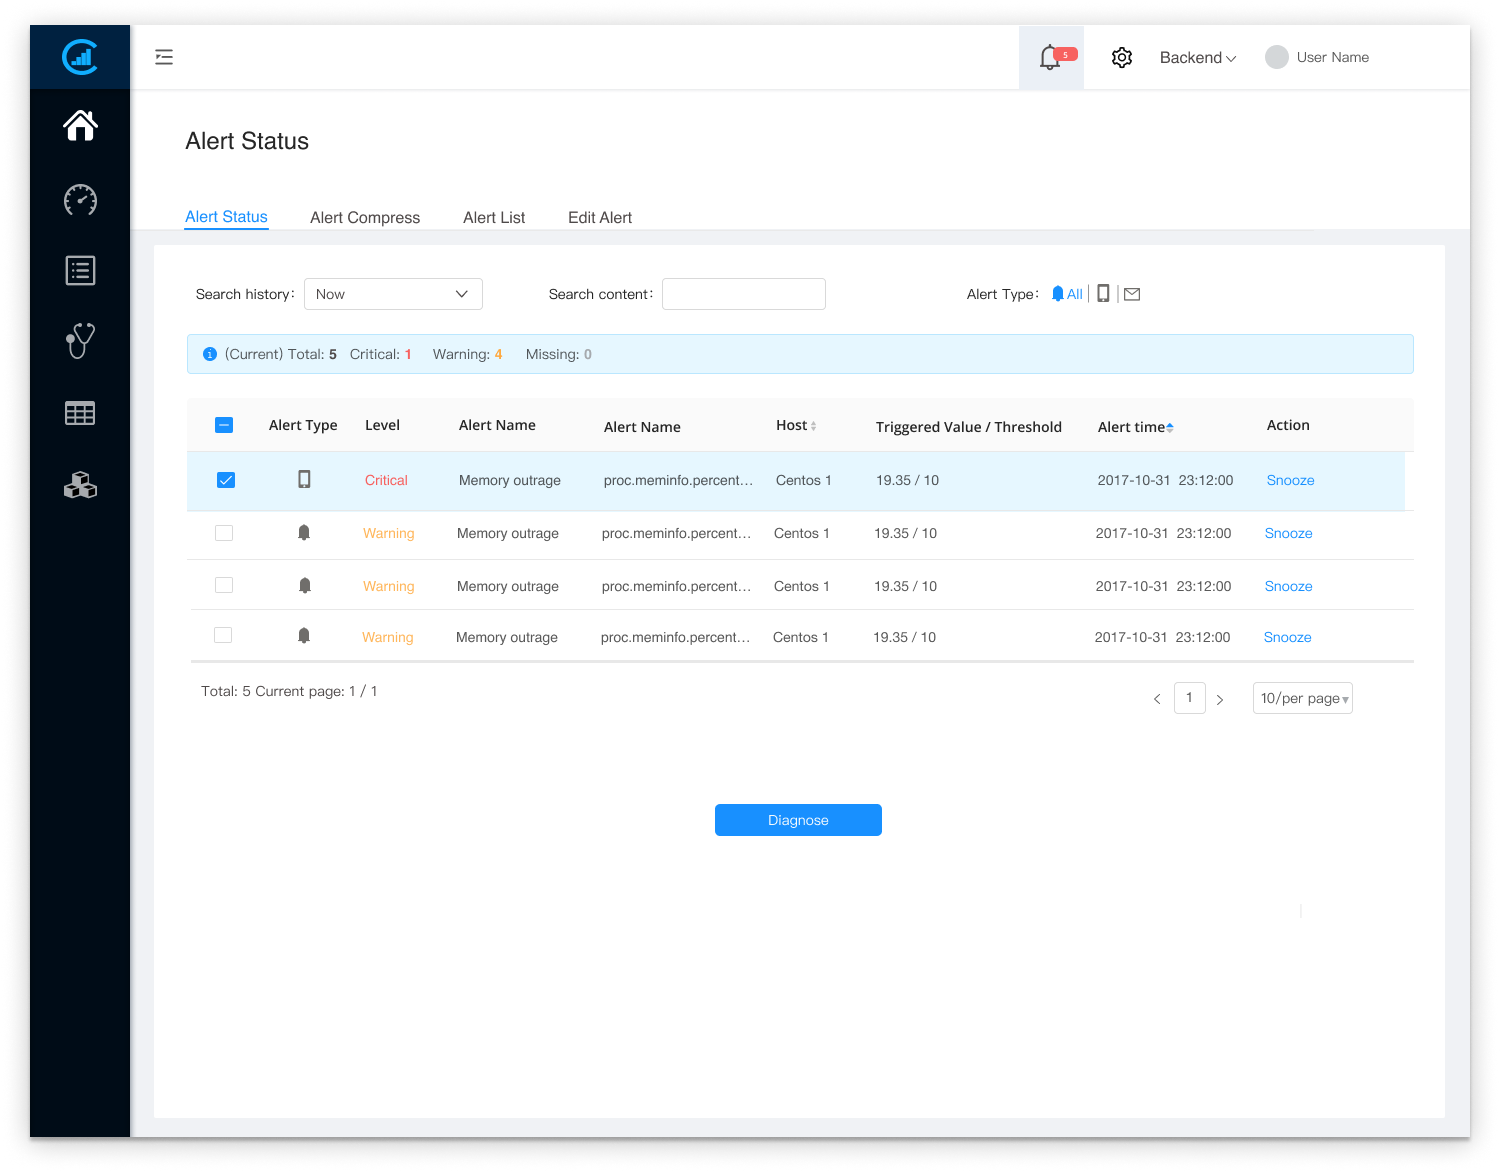 5
Backend
User Name
Alert Status
Alert Status Alert Compress Alert List Edit Alert
Search history: Now Search content: Alert Type: All
(Current) Total: 5 Critical: 1 Warning: 4 Missing: 0
Alert Type Level Alert Name Alert Name Host Triggered Value / Threshold Alert time Action
Critical Memory outrage proc.meminfo.percent... Centos 1 19.35 / 10 2017-10-31 23:12:00 Snooze
Warning Memory outrage proc.meminfo.percent... Centos 1 19.35 / 10 2017-10-31 23:12:00 Snooze
Warning Memory outrage proc.meminfo.percent... Centos 1 19.35 / 10 2017-10-31 23:12:00 Snooze
Warning Memory outrage proc.meminfo.percent... Centos 1 19.35 / 10 2017-10-31 23:12:00 Snooze
Total: 5 Current page: 1 / 1
< 1 > 10/per page
Diagnose